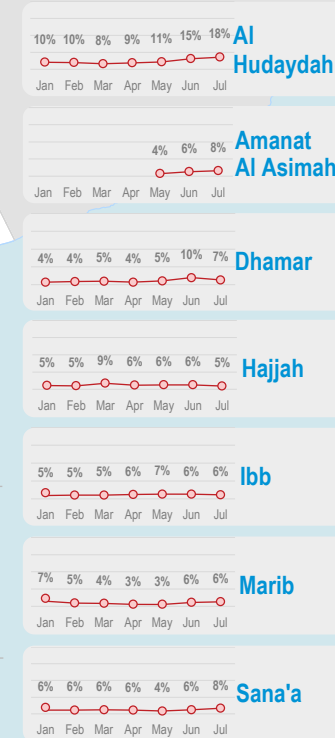 10% 10% 8% 9% 11% 15% 18%
Al
Hudaydah
Jan Feb Mar Apr May Jun Jul
4% 6% 8%
Amanat
Al Asimah
Jan Feb Mar Apr May Jun Jul
4% 4% 5% 4% 5% 10% 7%
Dhamar
Jan Feb Mar Apr May Jun Jul
5% 5% 9% 6% 6% 6% 5%
Hajjah
Jan Feb Mar Apr May Jun Jul
5% 5% 5% 6% 7% 6% 6%
Ibb
Jan Feb Mar Apr May Jun Jul
7% 5% 4% 3% 3% 6% 6%
Marib
Jan Feb Mar Apr May Jun Jul
6% 6% 6% 6% 4% 6% 8%
Sana'a
Jan Feb Mar Apr May Jun Jul